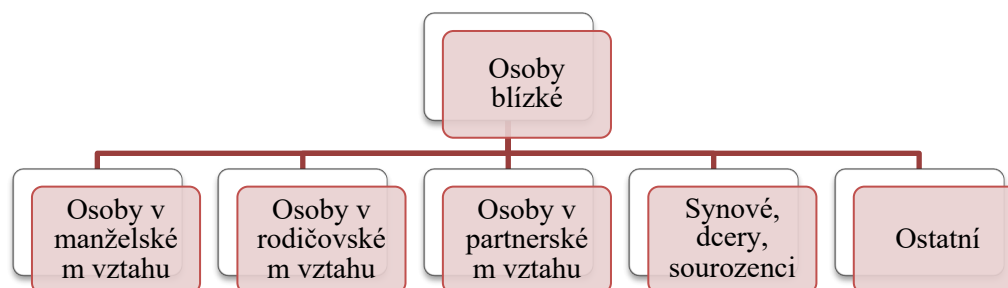 Osoby
blízké
Osoby v
manželské
m vztahu
Osoby v
rodičovské
m vztahu
Osoby v
partnerské
m vztahu
Synové,
dcery,
sourozenci
Ostatní